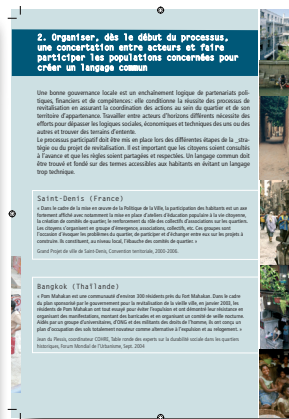 2. Organiser, dès le début du processus,
une concertation entre acteurs et faire
participer les populations concernées pour
créer un langage commun
Une bonne gouvernance locale est un enchaînement logique de partenariats poli-
tiques, financiers et de compétences: elle conditionne la réussite des processus de
revitalisation en assurant la coordination des actions au sein du quartier et de son
territoire d'appartenance. Travailler entre acteurs d'horizons différents nécessite des
efforts pour dépasser les logiques sociales, économiques et techniques des uns ou des
autres et trouver des terrains d'entente.
Le processus participatif doit être mis en place lors des différentes étapes de la _stra-
tégie ou du projet de revitalisation. Il est important que les citoyens soient consultés
à l'avance et que les règles soient partagées et respectées. Un langage commun doit
être trouvé et fondé sur des termes accessibles aux habitants en évitant un langage
trop technique.
Saint-Denis (France)
« Dans le cadre de la mise en œuvre de la Politique de la Ville, la participation des habitants est un axe
fortement affiché avec notamment la mise en place d'ateliers d'éducation populaire à la vie citoyenne,
la création de comités de quartier, le renforcement du rôle des collectifs d'associations sur les quartiers.
Les citoyens s'organisent en groupe d'émergence, associations, collectifs, etc. Ces groupes sont
l'occasion d'évoquer les problèmes du quartier, de participer et d'échanger entre eux sur les projets à
construire. Ils constituent, au niveau local, l'ébauche des comités de quartier. »
Grand Projet de ville de Saint-Denis, Convention territoriale, 2000-2006.
Bangkok (Thaïlande)
« Pom Mahakan est une communauté d'environ 300 résidents près du Fort Mahakan. Dans le cadre
du plan sponsorisé par le gouvernement pour la revitalisation de la vieille ville, en janvier 2003, les
résidents de Pom Mahakan ont tout essayé pour éviter l'expulsion et ont démontré leur résistance en
organisant des manifestations, montant des barricades et en organisant un comité de veille nocturne.
Aidés par un groupe d'universitaires, d'ONG et des militants des droits de l'homme, ils ont conçu un
plan d'occupation des sols totalement novateur comme alternative à l'expulsion et au relogement. »
Jean du Plessis, coordinateur COHRE, Table ronde des experts sur la durabilité sociale dans les quartiers
historiques, Forum Mondial de l'Urbanisme, Sept. 2004